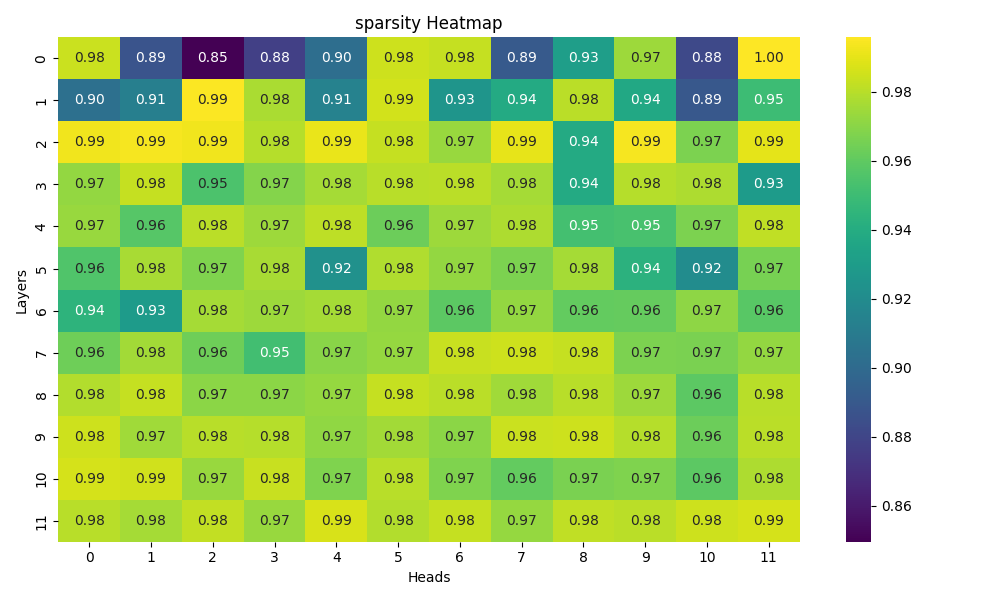 sparsity Heatmap
0 0.98 0.89 0.85 0.88 0.90 0.98 0.98 0.89 0.93 0.97 0.88 1.00
1 0.90 0.91 0.99 0.98 0.91 0.99 0.93 0.94 0.98 0.94 0.89 0.95
2 0.99 0.99 0.99 0.98 0.99 0.98 0.97 0.99 0.94 0.99 0.97 0.99
3 0.97 0.98 0.95 0.97 0.98 0.98 0.98 0.98 0.94 0.98 0.98 0.93
4 0.97 0.96 0.98 0.97 0.98 0.96 0.97 0.98 0.95 0.95 0.97 0.98
5 0.96 0.98 0.97 0.98 0.92 0.98 0.97 0.97 0.98 0.94 0.92 0.97
6 0.94 0.93 0.98 0.97 0.98 0.97 0.96 0.97 0.96 0.96 0.97 0.96
7 0.96 0.98 0.96 0.95 0.97 0.97 0.98 0.98 0.98 0.97 0.97 0.97
8 0.98 0.98 0.97 0.97 0.97 0.98 0.98 0.98 0.98 0.97 0.96 0.98
9 0.98 0.97 0.98 0.98 0.97 0.98 0.97 0.98 0.98 0.98 0.96 0.98
10 0.99 0.99 0.97 0.98 0.97 0.98 0.97 0.96 0.97 0.97 0.96 0.98
11 0.98 0.98 0.98 0.97 0.99 0.98 0.98 0.97 0.98 0.98 0.98 0.99
0 1 2 3 4 5 6 7 8 9 10 11
Heads
Layers
0.98
0.96
0.94
0.92
0.90
0.88
0.86